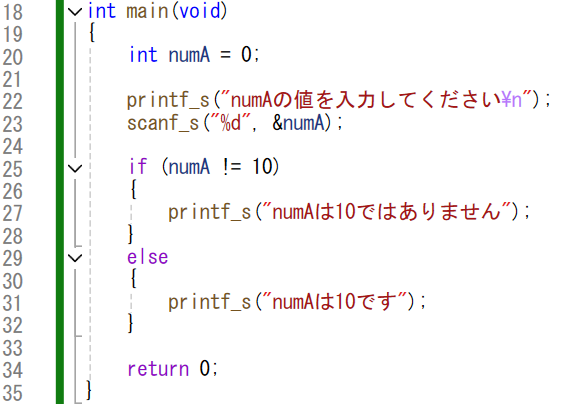 18 int main(void)
19 {
20     int numA = 0;
21
22     printf_s("numAの値を入力してください¥n");
23     scanf_s("%d", &numA);
24
25     if (numA != 10)
26     {
27         printf_s("numAは10ではありません");
28     }
29     else
30     {
31         printf_s("numAは10です");
32     }
33
34     return 0;
35 }